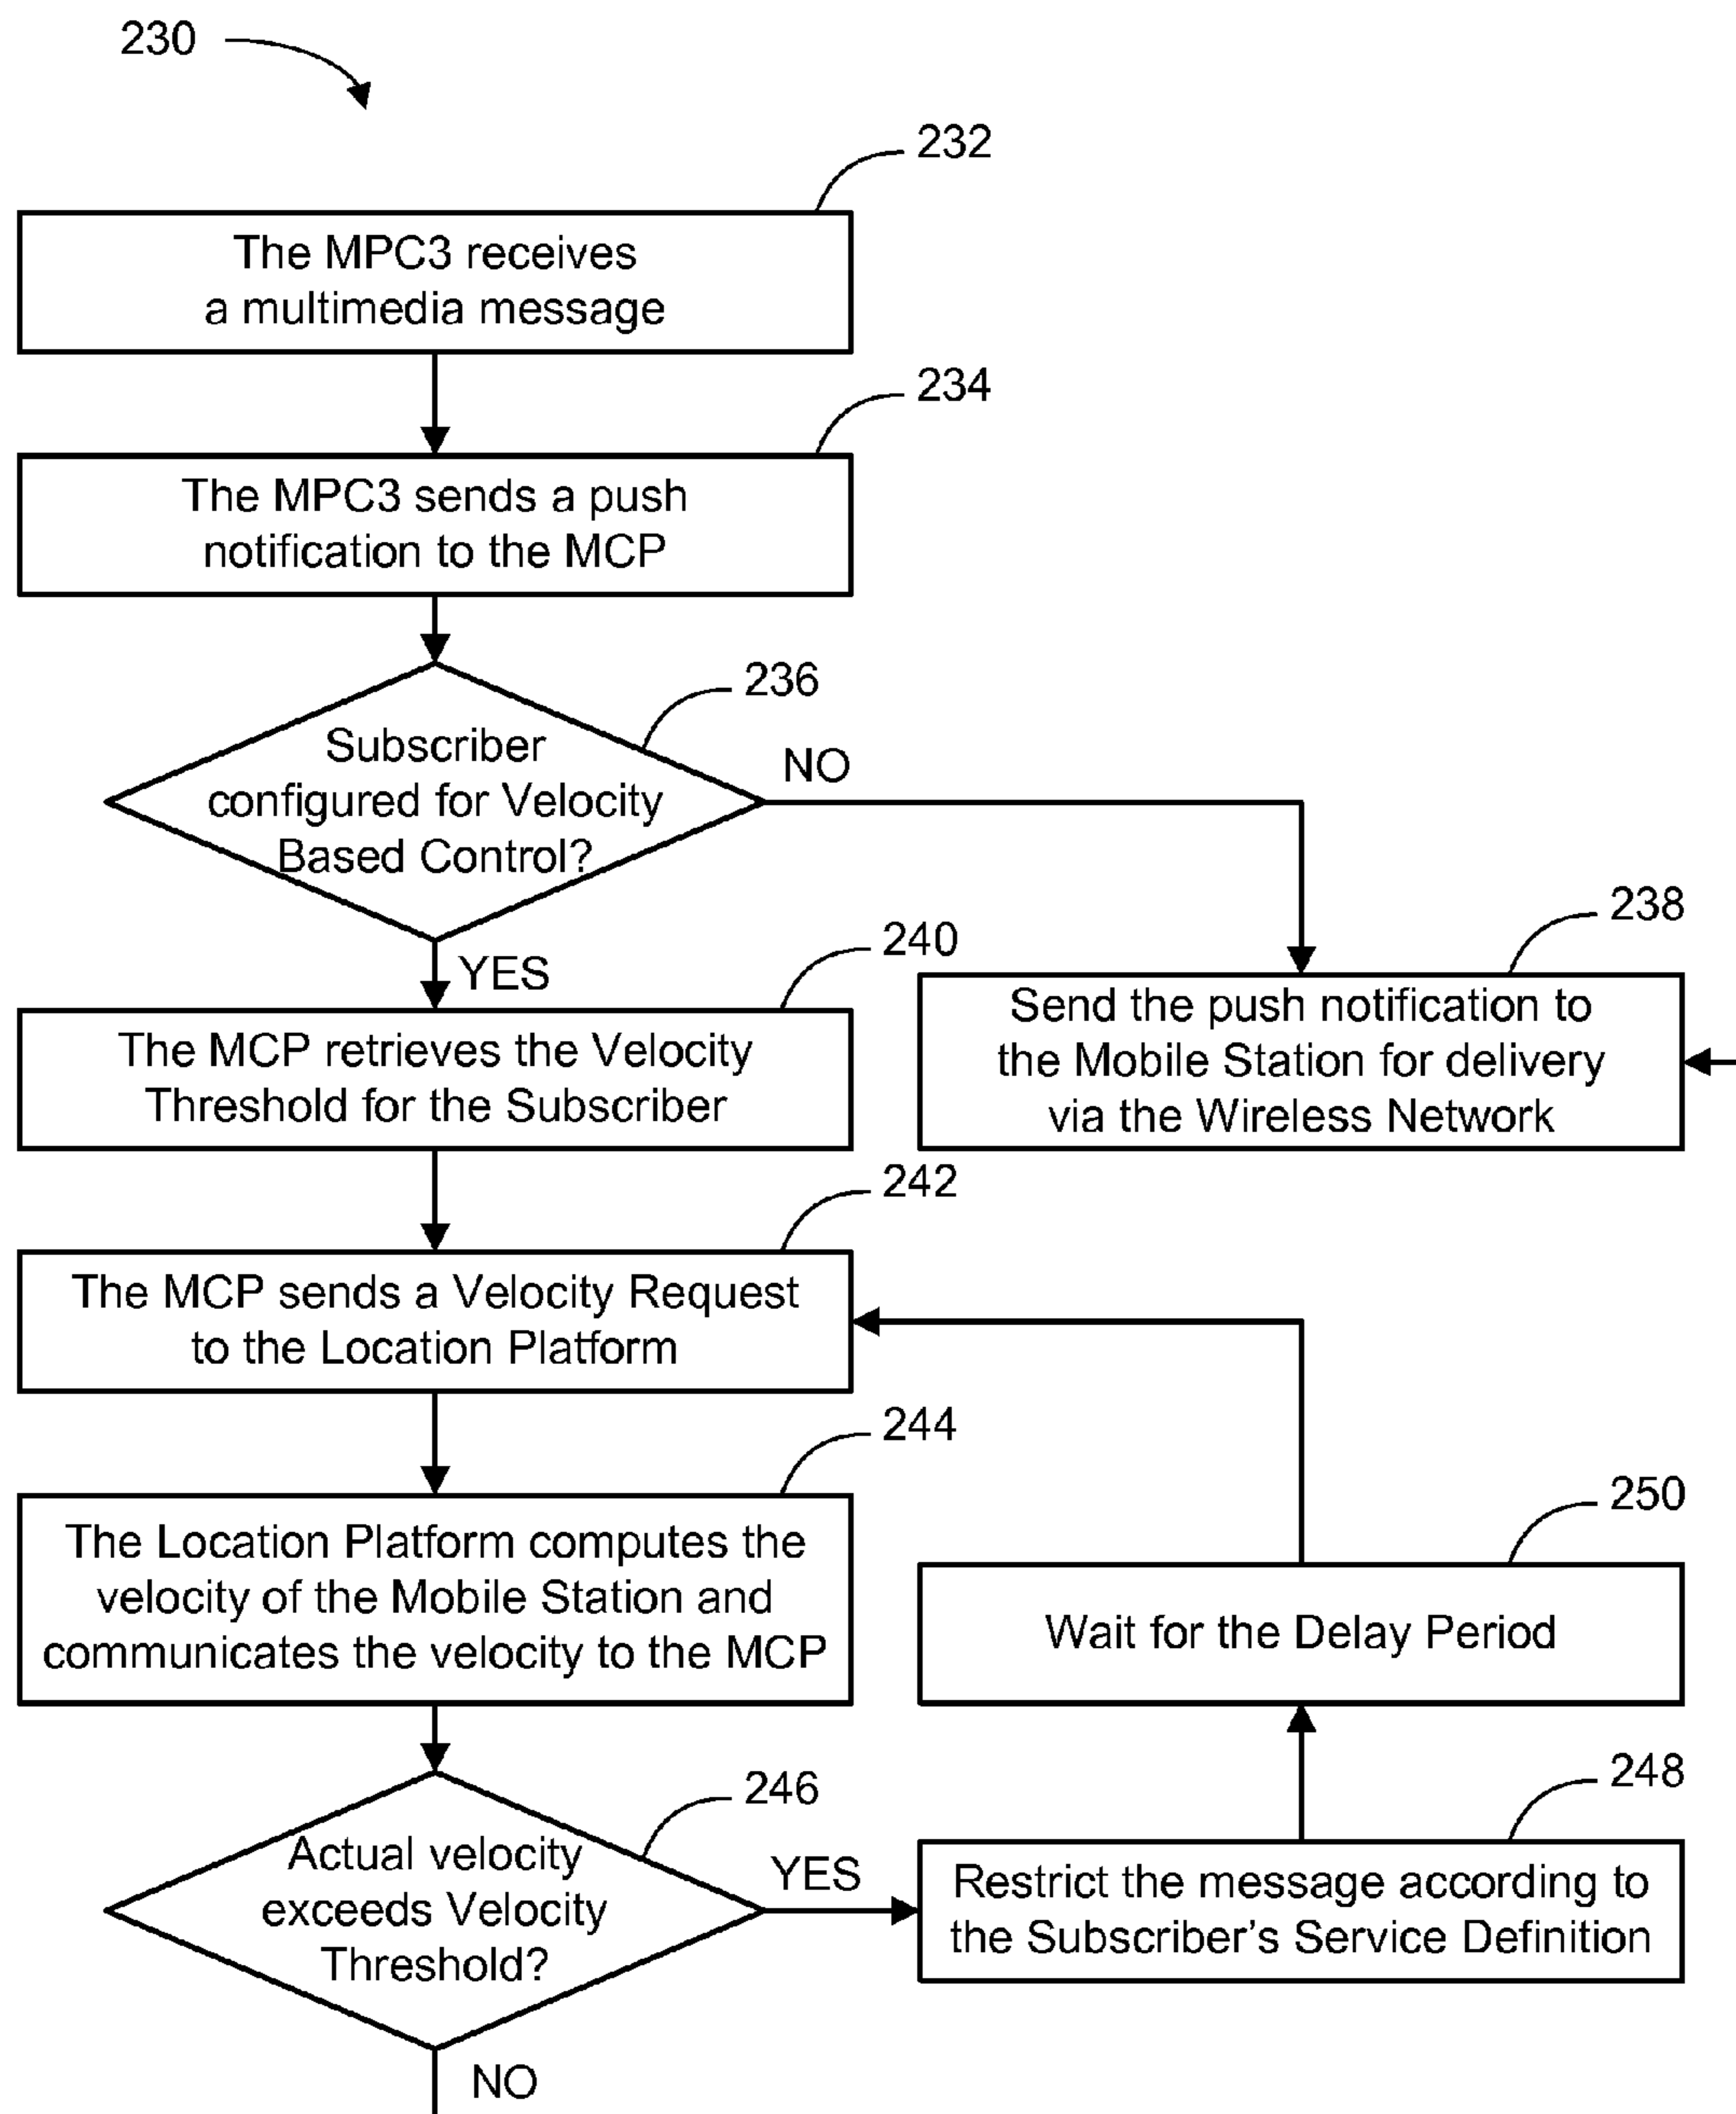 230
232
The MPC3 receives
a multimedia message
234
The MPC3 sends a push
notification to the MCP
236
Subscriber
configured for Velocity
Based Control?
NO
YES
238
Send the push notification to
the Mobile Station for delivery
via the Wireless Network
240
The MCP retrieves the Velocity
Threshold for the Subscriber
242
The MCP sends a Velocity Request
to the Location Platform
244
The Location Platform computes the
velocity of the Mobile Station and
communicates the velocity to the MCP
250
Wait for the Delay Period
246
Actual velocity
exceeds Velocity
Threshold?
YES
248
Restrict the message according to
the Subscriber's Service Definition
NO